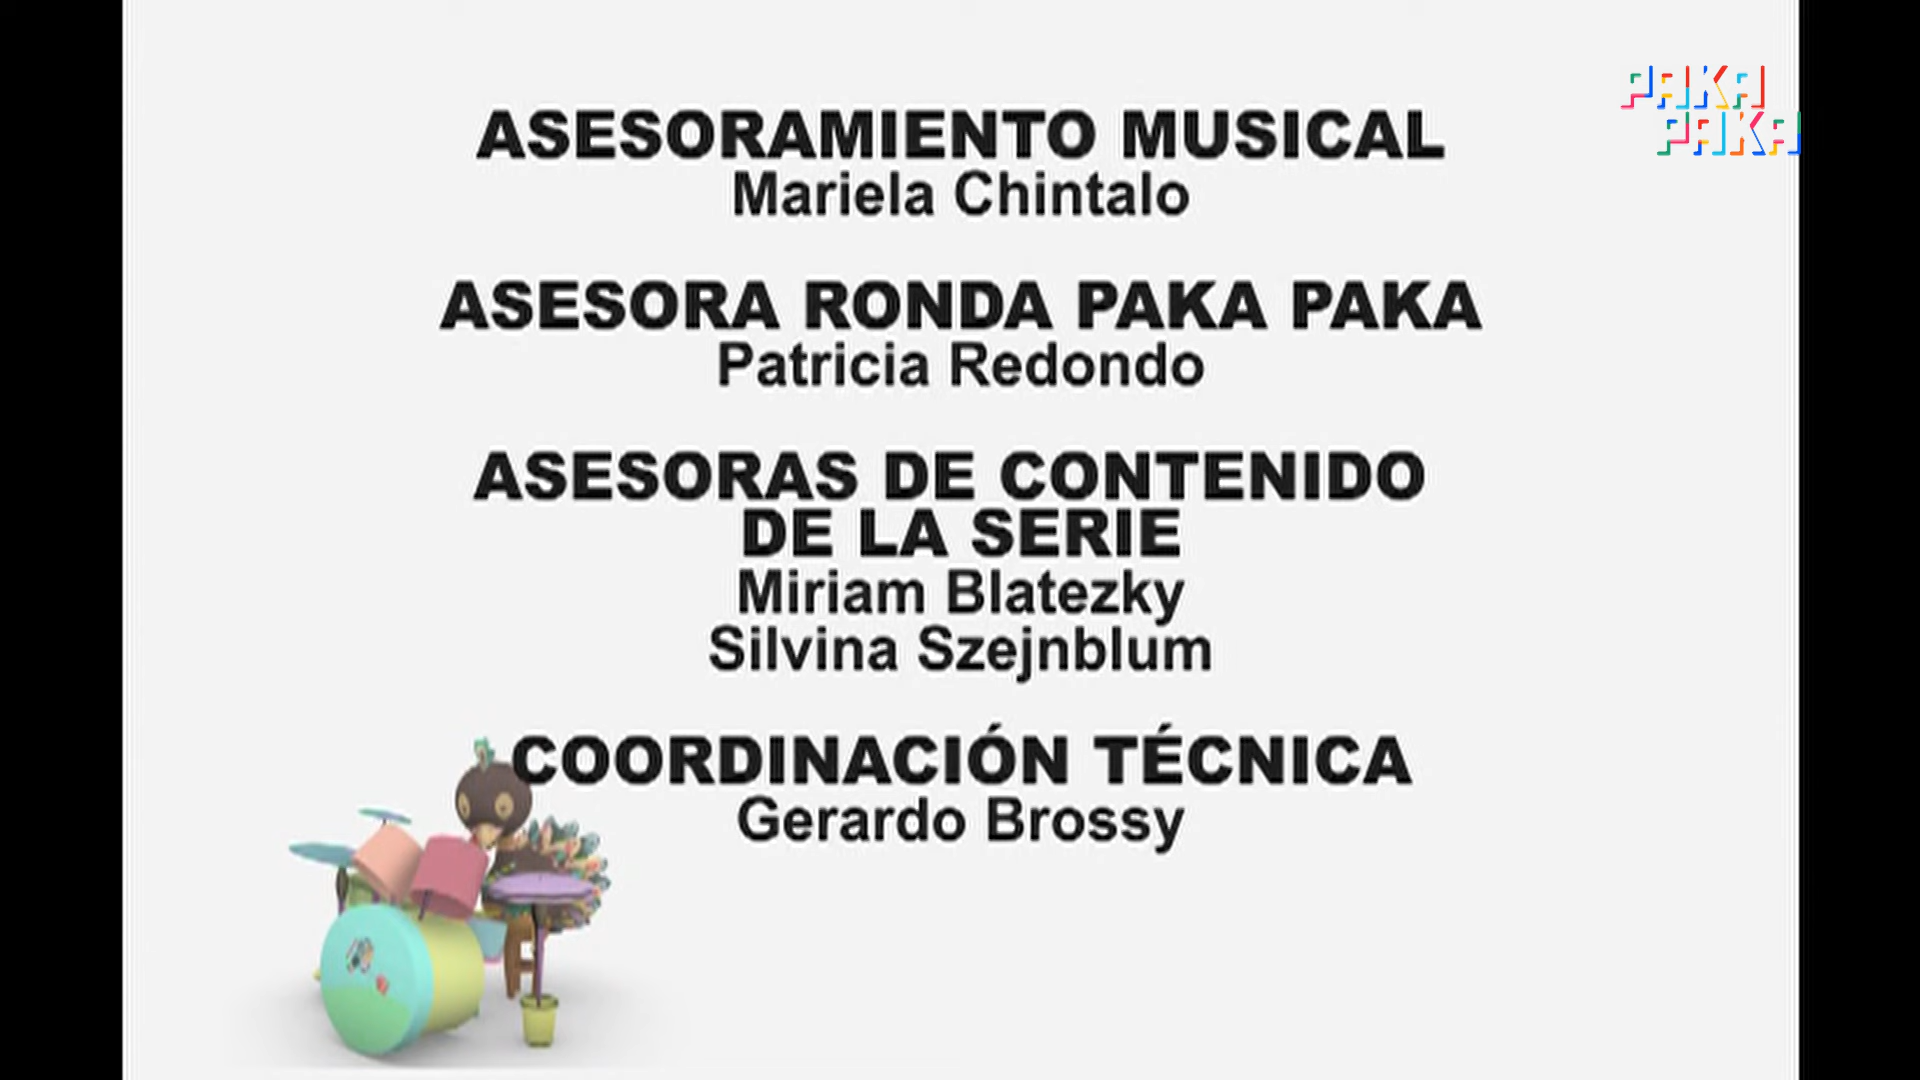 PAKA
PAKA
ASESORAMIENTO MUSICAL
Mariela Chintalo
ASESORA RONDA PAKA PAKA
Patricia Redondo
ASESORAS DE CONTENIDO
DE LA SERIE
Miriam Blatezky
Silvina Szejnblum
COORDINACIÓN TÉCNICA
Gerardo Brossy